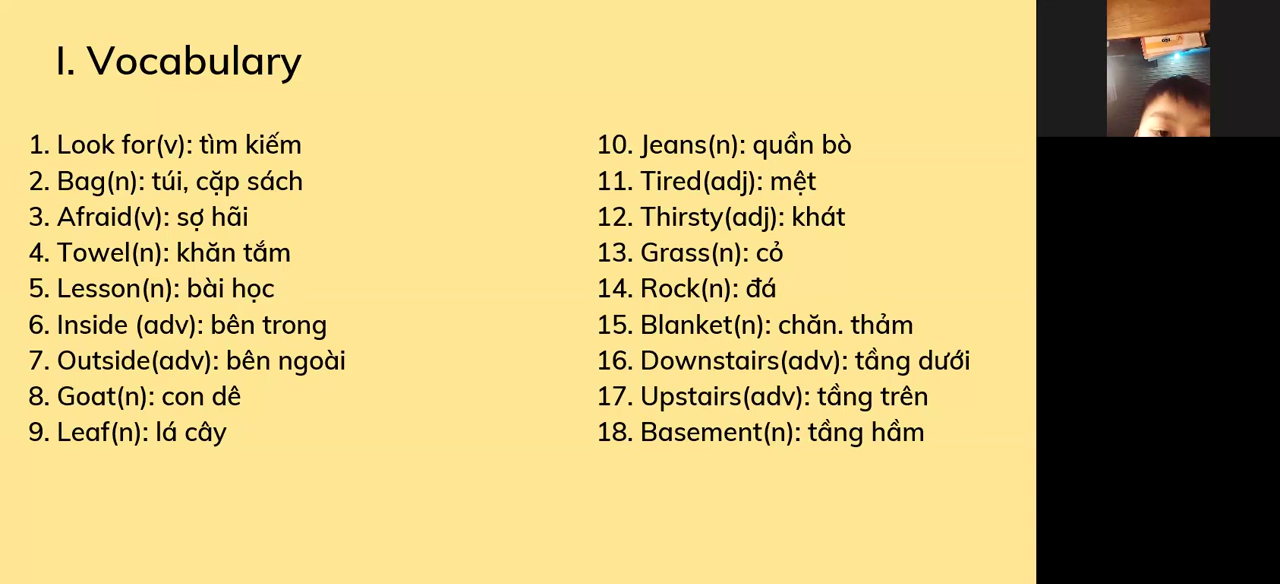 I. Vocabulary
1. Look for(v): tìm kiếm
2. Bag(n): túi, cặp sách
3. Afraid(v): sợ hãi
4. Towel(n): khăn tắm
5. Lesson(n): bài học
6. Inside (adv): bên trong
7. Outside(adv): bên ngoài
8. Goat(n): con dê
9. Leaf(n): lá cây
10. Jeans(n): quần bò
11. Tired(adj): mệt
12. Thirsty(adj): khát
13. Grass(n): cỏ
14. Rock(n): đá
15. Blanket(n): chăn. thảm
16. Downstairs(adv): tầng dưới
17. Upstairs(adv): tầng trên
18. Basement(n): tầng hầm